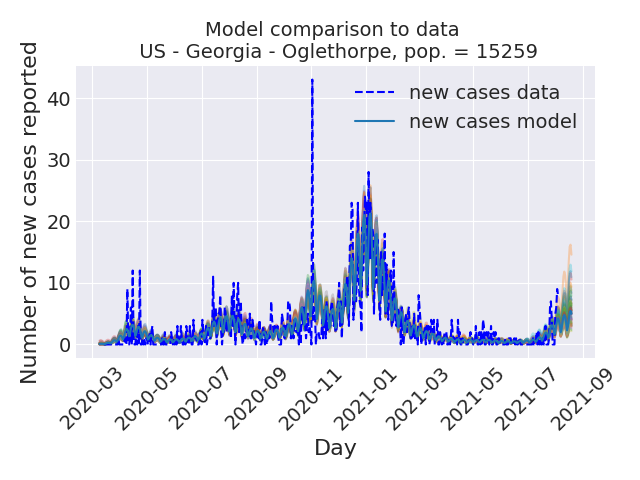 Model comparison to data
US - Georgia - Oglethorpe, pop. = 15259
Number of new cases reported
40
30
20
10
0
new cases data
new cases model
2020-03
2020-05
2020-07
2020-09
2020-11
2021-01
2021-03
2021-05
2021-07
2021-09
Day